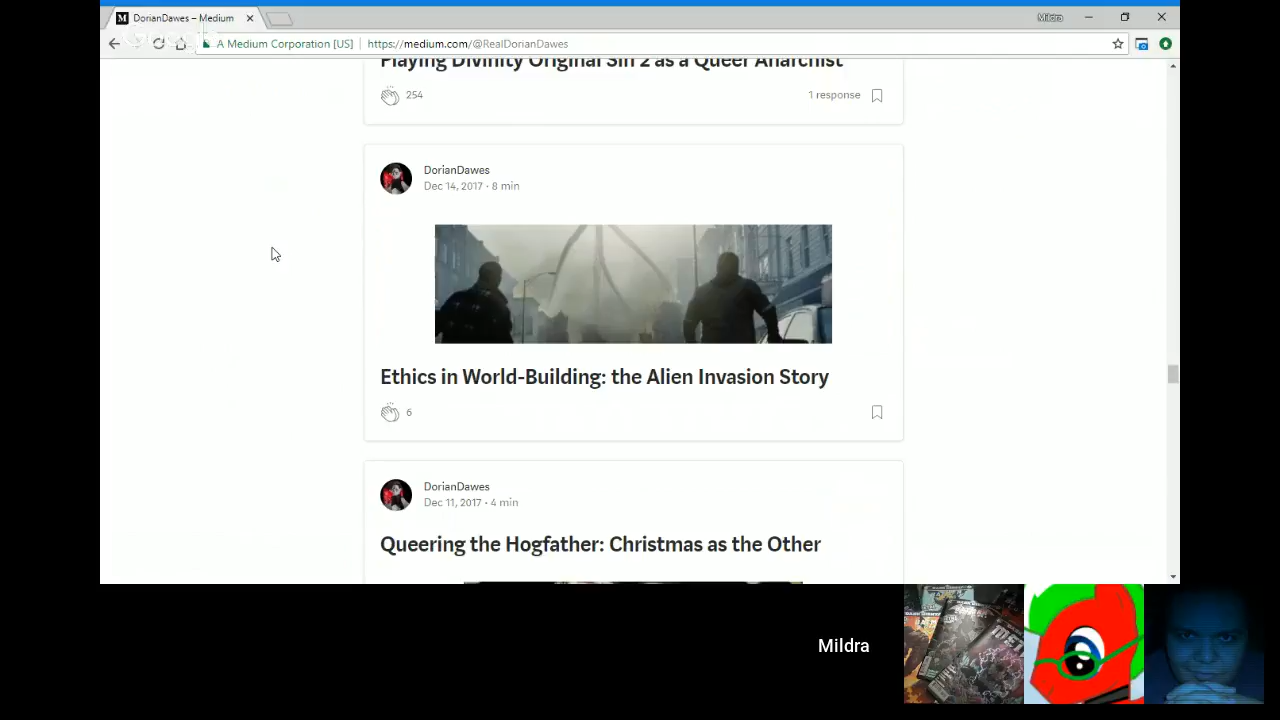 DorianDawes – Medium
Mildra
A Medium Corporation [US] | https://medium.com/@RealDorianDawes
Playing Divinity Original Sin 2 as a Queer Anarchist
254
1 response
DorianDawes
Dec 14, 2017 · 8 min
Ethics in World-Building: the Alien Invasion Story
6
DorianDawes
Dec 11, 2017 · 4 min
Queering the Hogfather: Christmas as the Other
Mildra